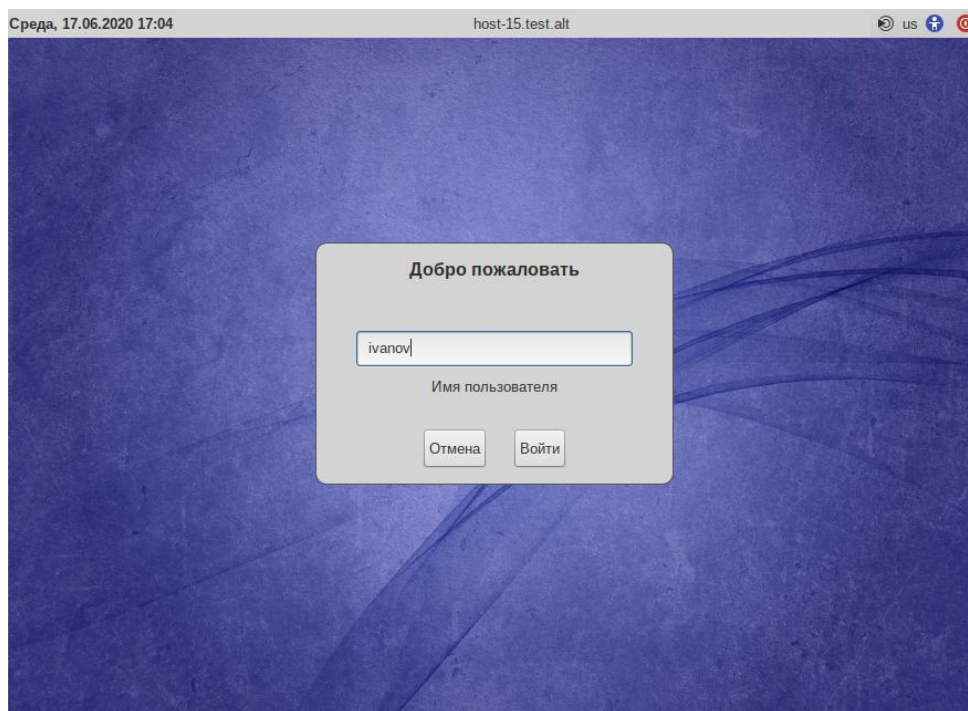 Среда, 17.06.2020 17:04 host-15.test.alt us
Добро пожаловать
ivanov
Имя пользователя
Отмена Войти